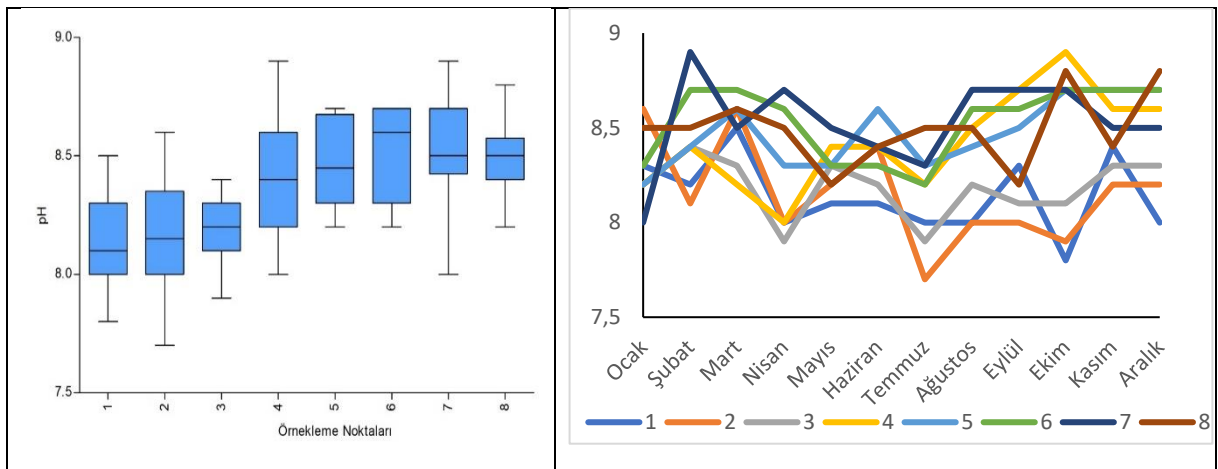 9.0
8.5
8.0
7.5
pH
1 2 3 4 5 6 7 8
Örnekleme Noktaları
9
8,5
8
7,5
Ocak Şubat Mart Nisan Mayıs Haziran Temmuz Ağustos Eylül Ekim Kasım Aralık
1 2 3 4 5 6 7 8